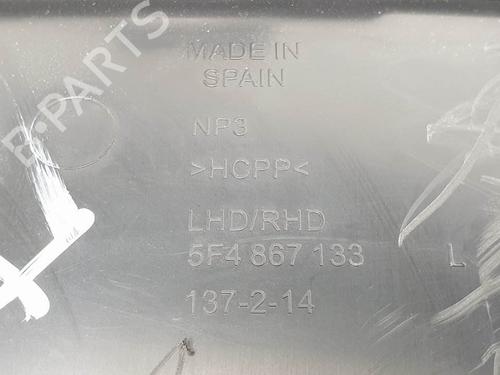 B-PARTS
MADE IN
SPAIN
NP3
>HCPP<
LHD/RHD
5F4 867 133 L
137-2-14